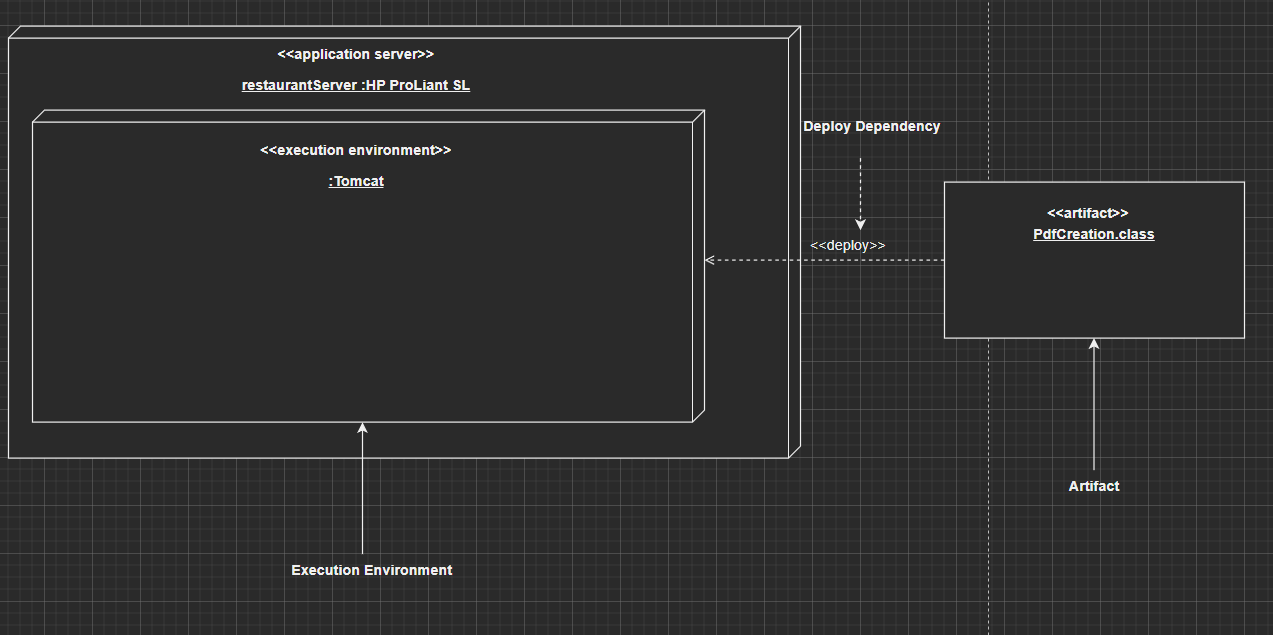 <<application server>>
restaurantServer :HP ProLiant SL
<<execution environment>>
:Tomcat
Deploy Dependency
<<deploy>>
<<artifact>>
PdfCreation.class
Artifact
Execution Environment